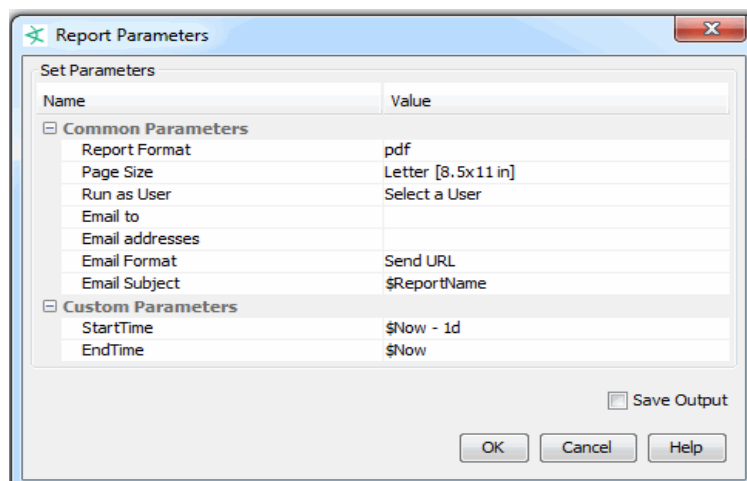 Report Parameters
Set Parameters
Name Value
Common Parameters
Report Format pdf
Page Size Letter [8.5x11 in]
Run as User Select a User
Email to
Email addresses
Email Format Send URL
Email Subject $ReportName
Custom Parameters
StartTime $Now - 1d
EndTime $Now
Save Output
OK Cancel Help